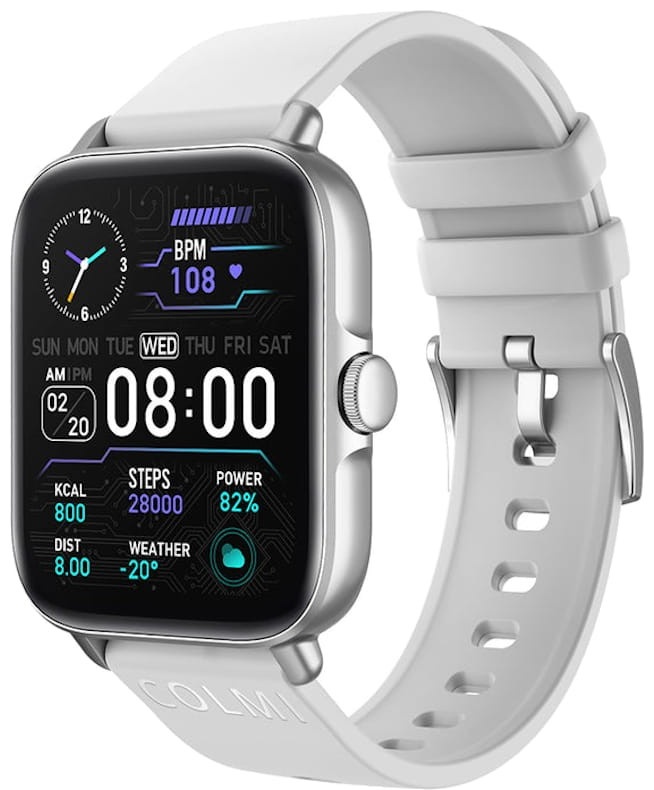 12
9
3
6
BPM
108
SUN MON TUE WED THU FRI SAT
AM | PM
02
20
08:00
KCAL
800
STEPS
28000
POWER
82%
DIST
8.00
WEATHER
-20°
COLMI